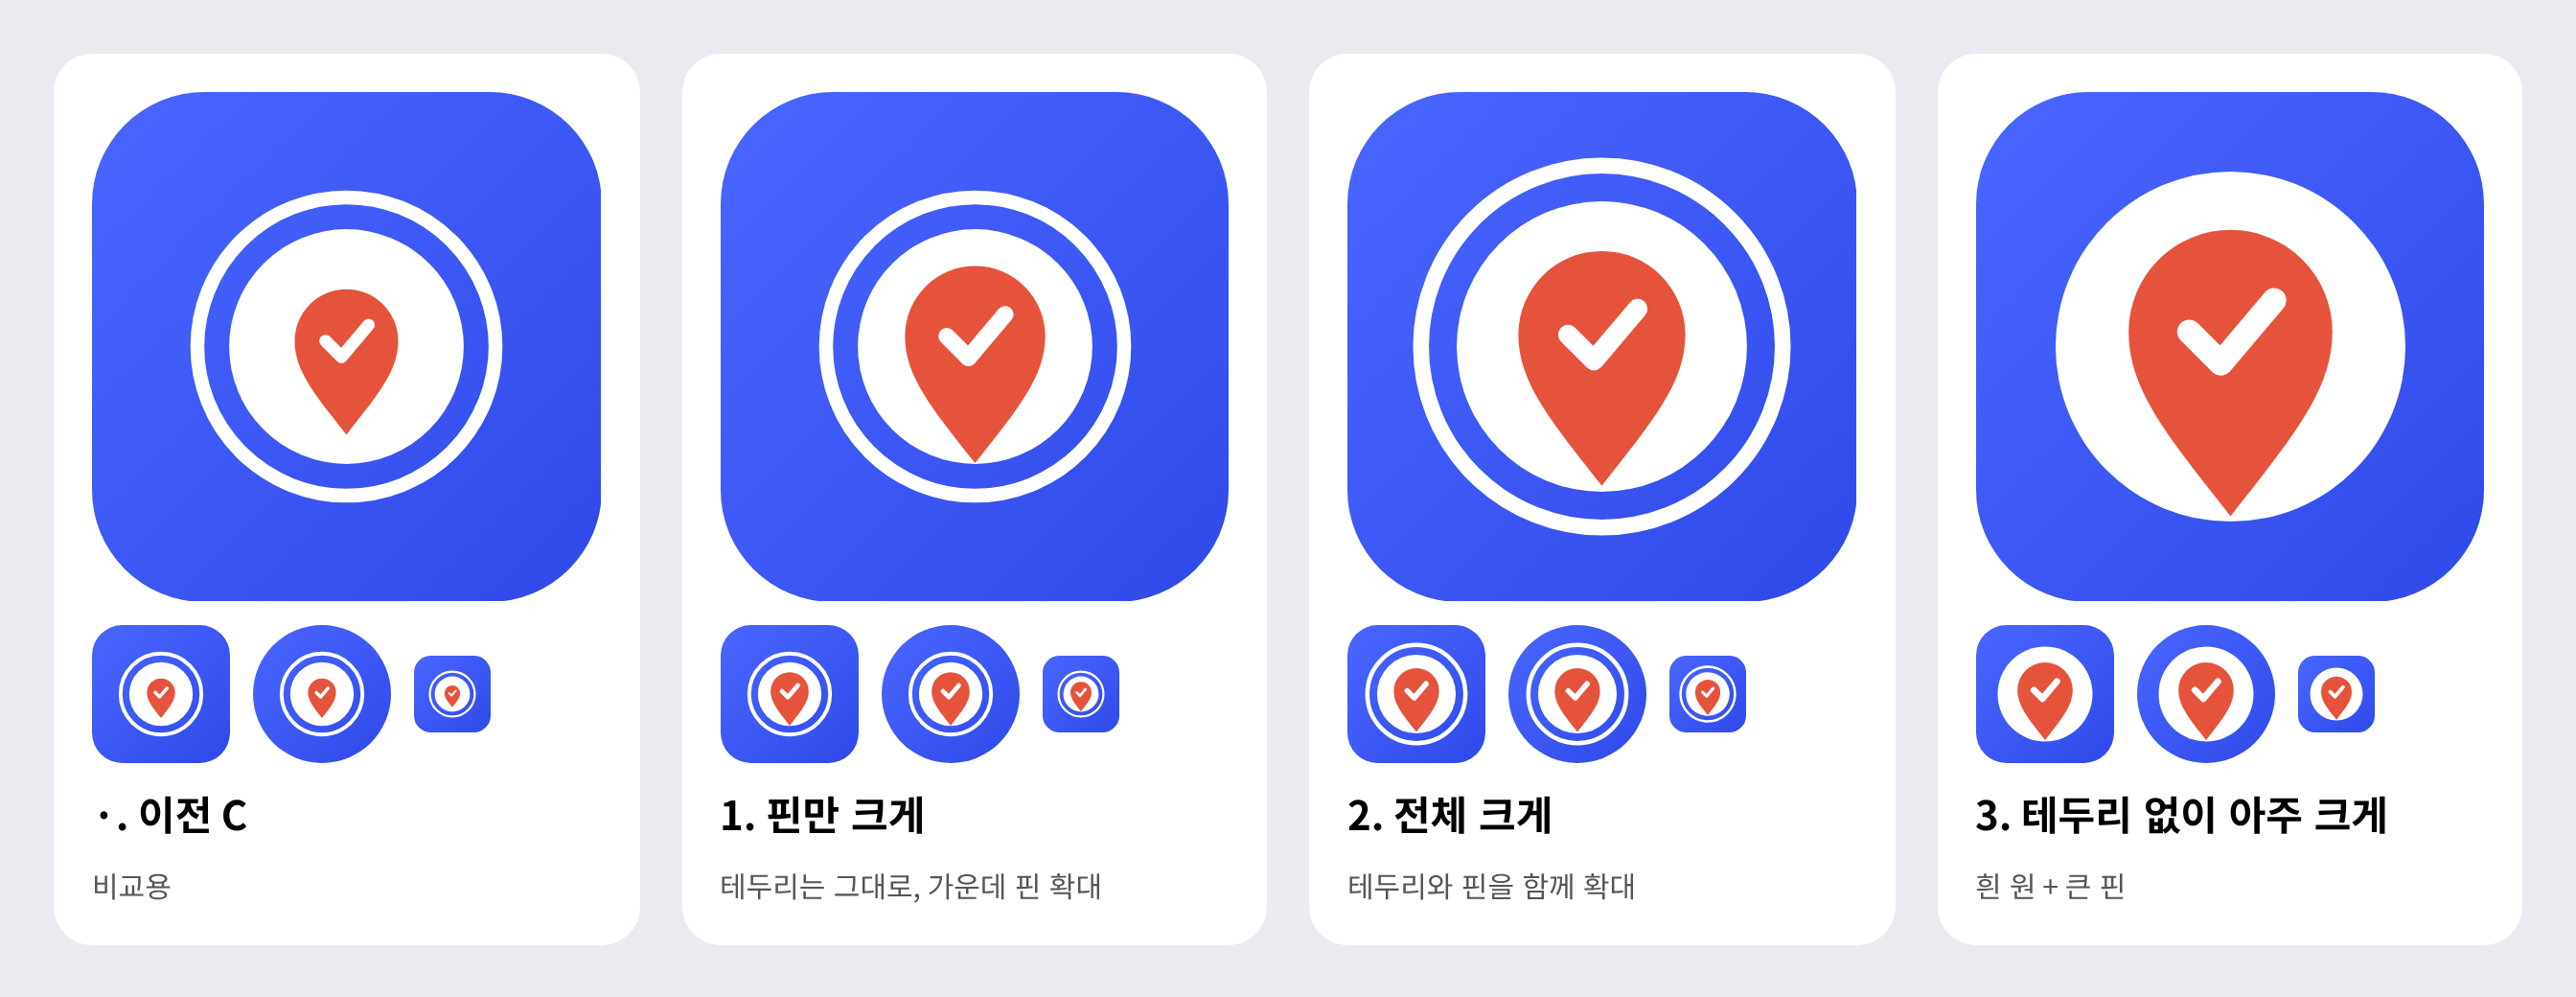 ·. 이전 C
비교용
1. 핀만 크게
테두리는 그대로, 가운데 핀 확대
2. 전체 크게
테두리와 핀을 함께 확대
3. 테두리 없이 아주 크게
흰 원 + 큰 핀